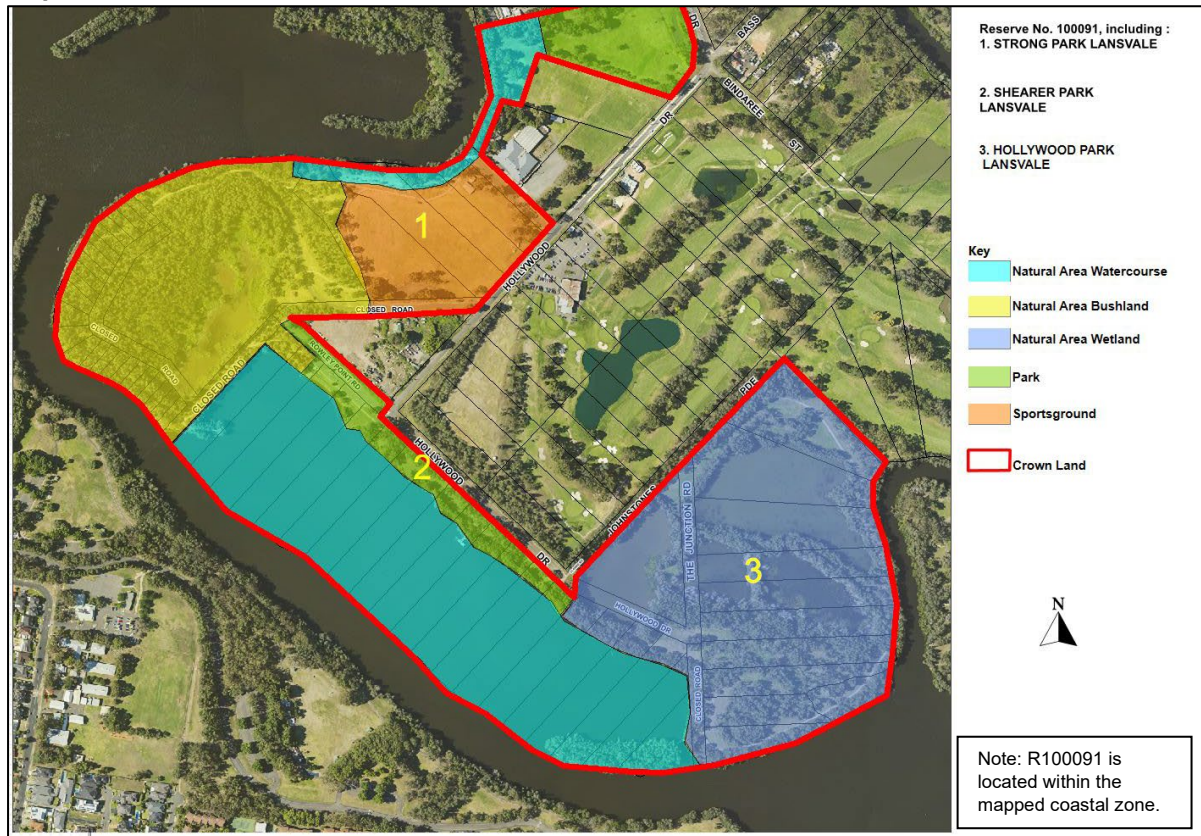 Reserve No. 100091, including :
1. STRONG PARK LANSVALE
2. SHEARER PARK
LANSVALE
3. HOLLYWOOD PARK
LANSVALE
Key
Natural Area Watercourse
Natural Area Bushland
Natural Area Wetland
Park
Sportsground
Crown Land
N
Note: R100091 is
located within the
mapped coastal zone.
DR
BASS
BINDAREE
ST
DR
1
HOLLYWOOD
CLOSED ROAD
CLOSED
ROAD
CLOSED ROAD
HOWLEY POINT RD
HOLLYWOOD
2
DR
JOHNSTONES
PDE
THE JUNCTION RD
3
HOLLYWOOD DR
CLOSED ROAD